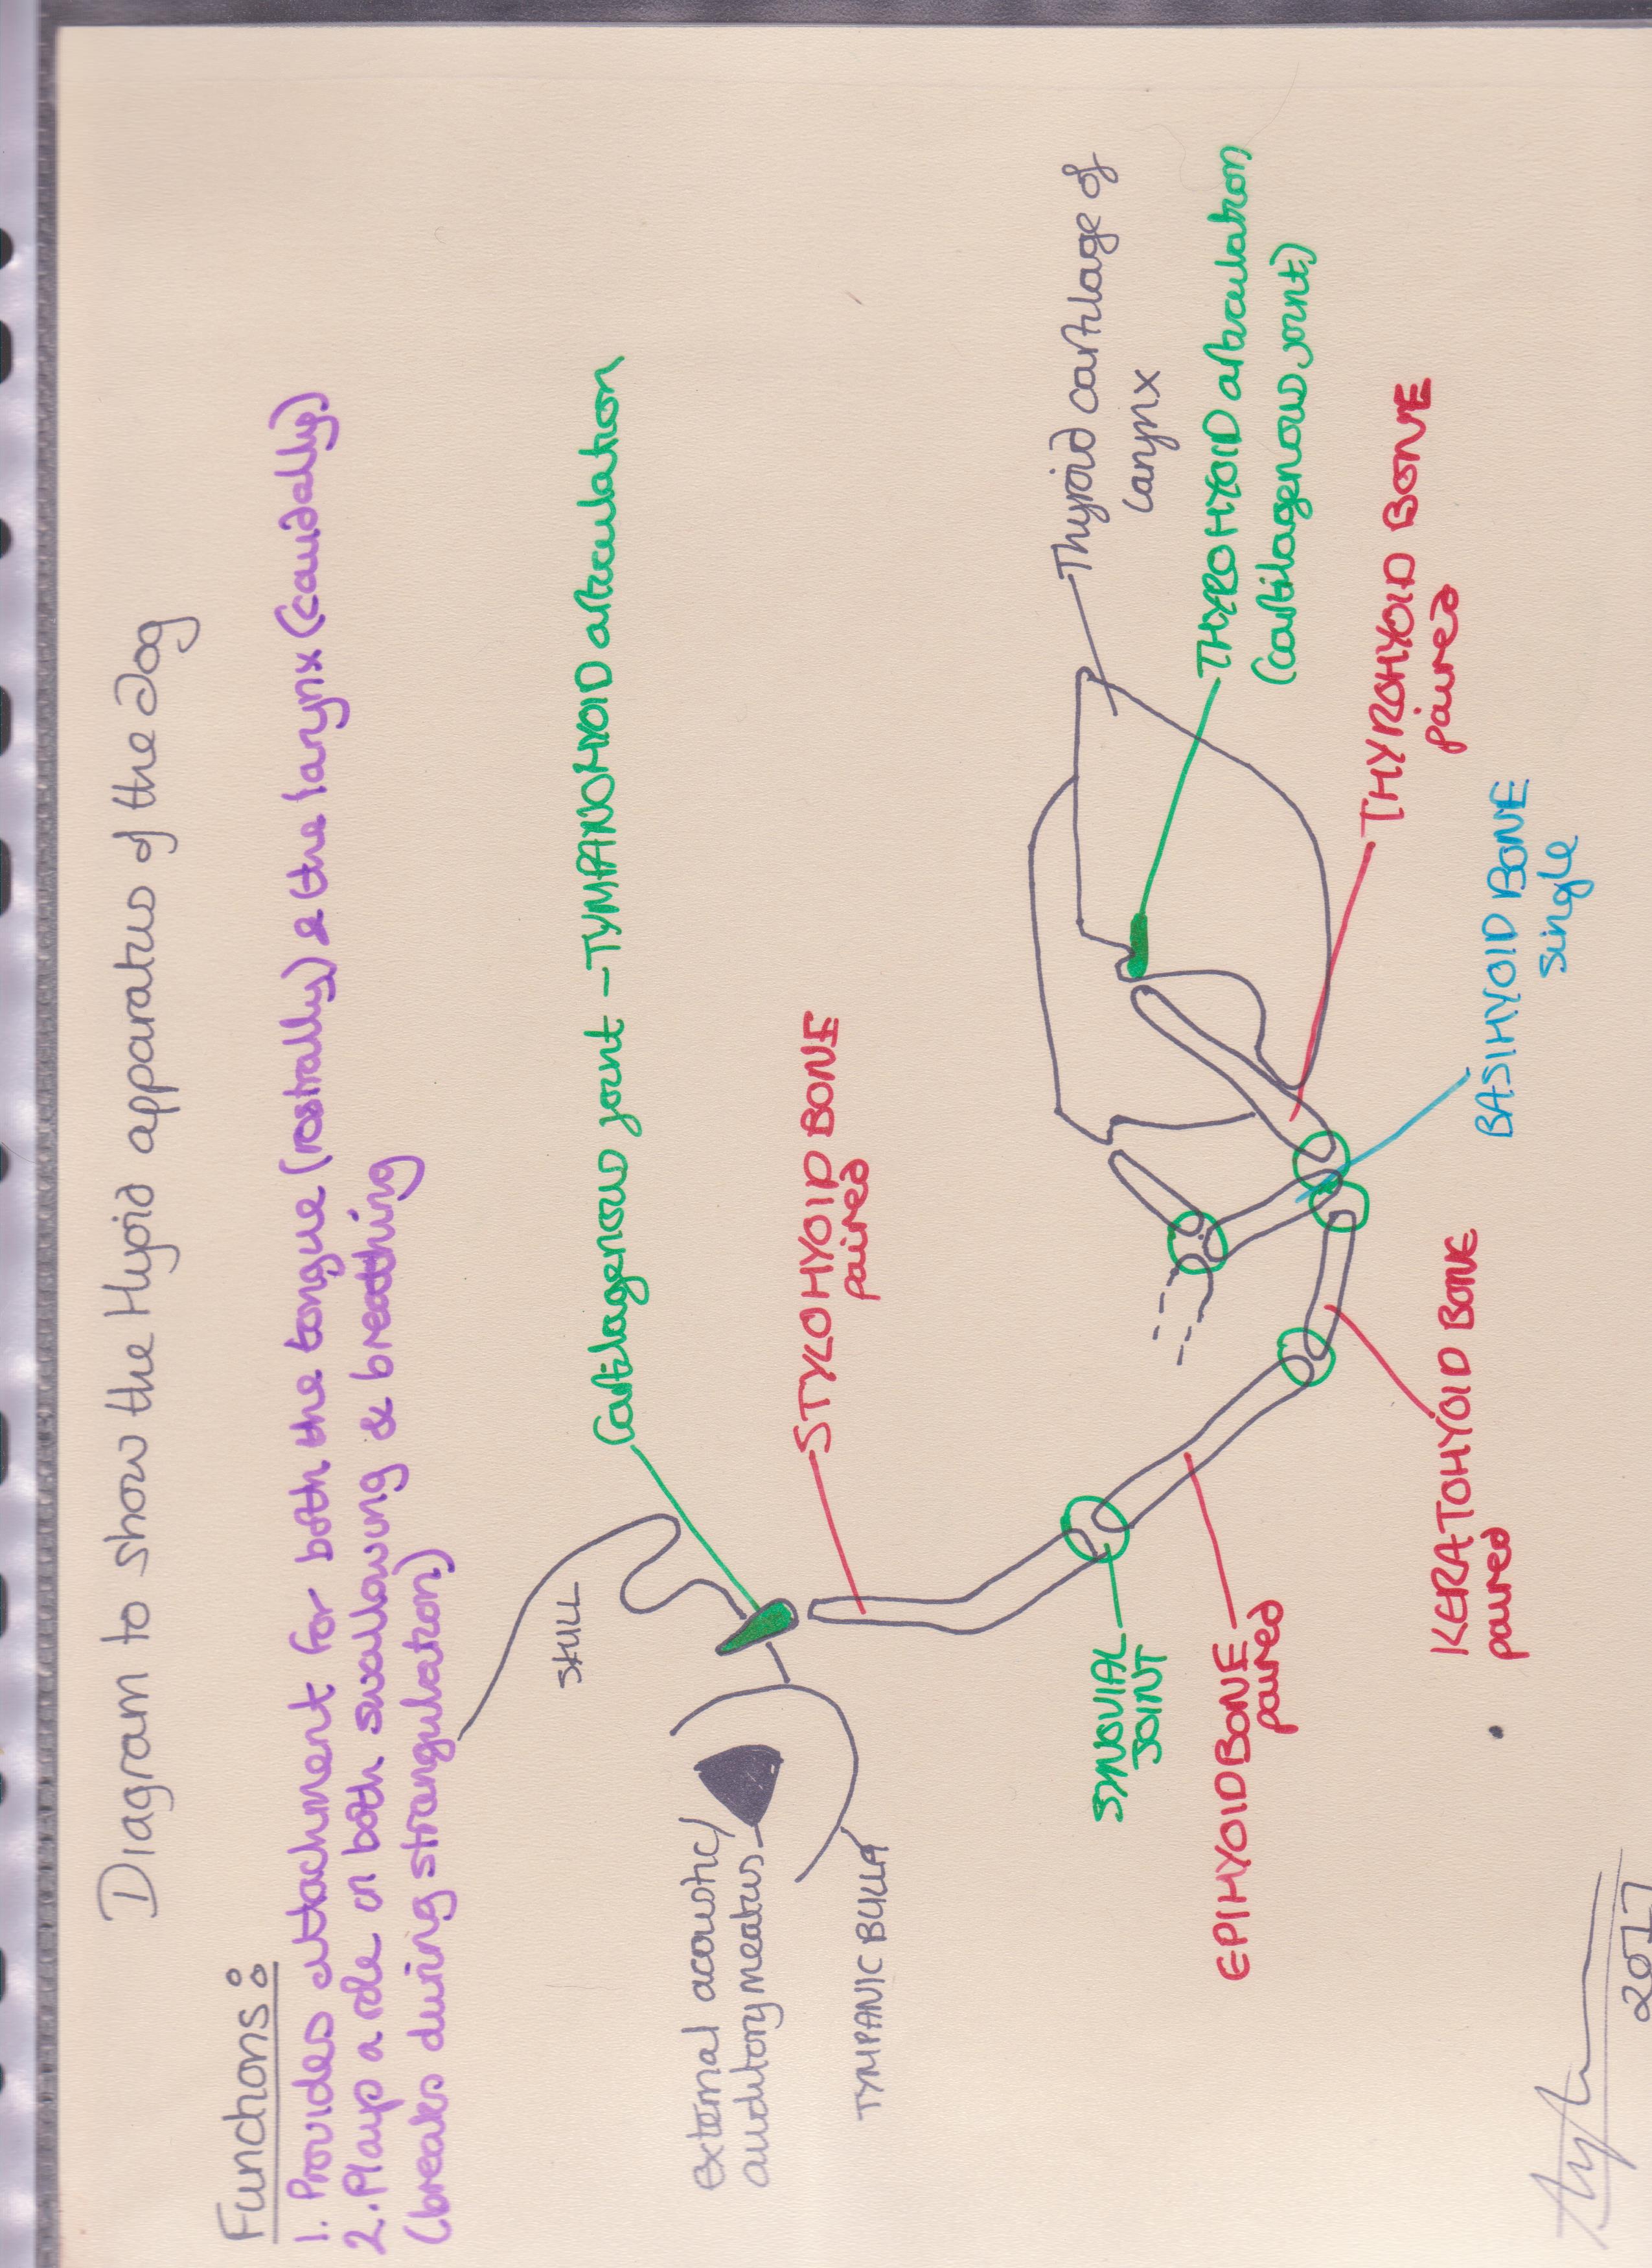 Diagram to show the Hyoid apparatus of the dog
Functions:
1. Provides attachment for both the tongue (rostrally) & the larynx (caudally)
2. Plays a role in both swallowing & breathing
(breaks during strangulation)
SKULL
Cartilagenous joint - TYMPANOHYOID articulation
External acoustic/
auditory meatus
TYMPANIC BULLA
STYLOHYOID BONE
paired
Thyroid cartilage of
larynx
SYNOVIAL
JOINT
THYROHYOID articulation
(cartilagenous joint)
EPIHYOID BONE
paired
THYROHYOID BONE
paired
KERATOHYOID BONE
paired
BASIHYOID BONE
single
2017